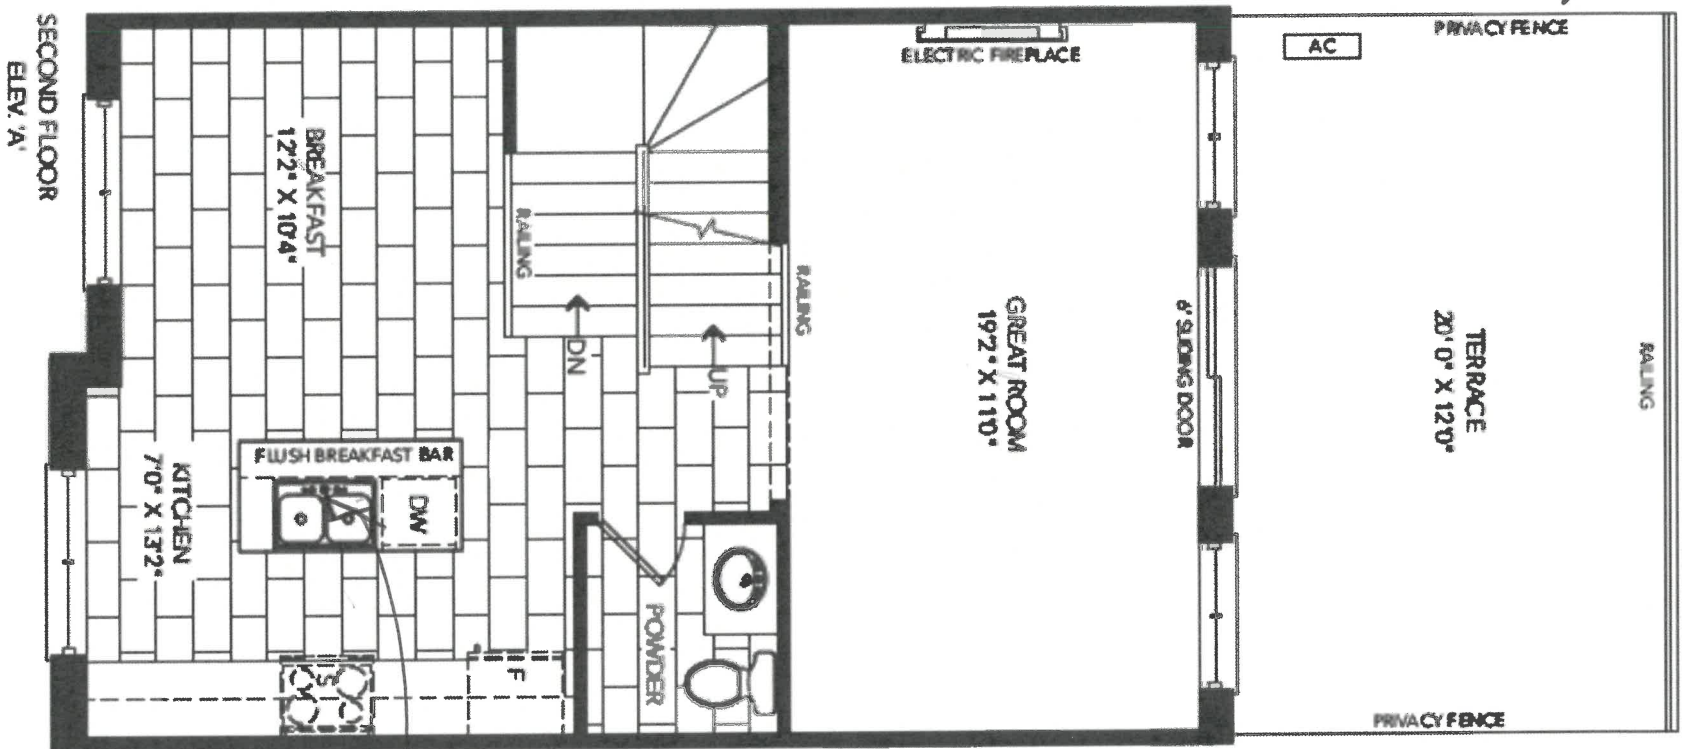 SECOND FLOOR
ELEV. 'A'
BREAKFAST
12'2" X 10'4"
RAILING
DN
UP
RAILING
ELECTRIC FIREPLACE
GREAT ROOM
19'2" X 11'0"
6' SLIDING DOOR
PRIVACY FENCE
AC
TERRACE
20' 0" X 12'0"
RAILING
PRIVACY FENCE
FLUSH BREAKFAST BAR
DW
KITCHEN
7'0" X 13'2"
S
F
POWDER